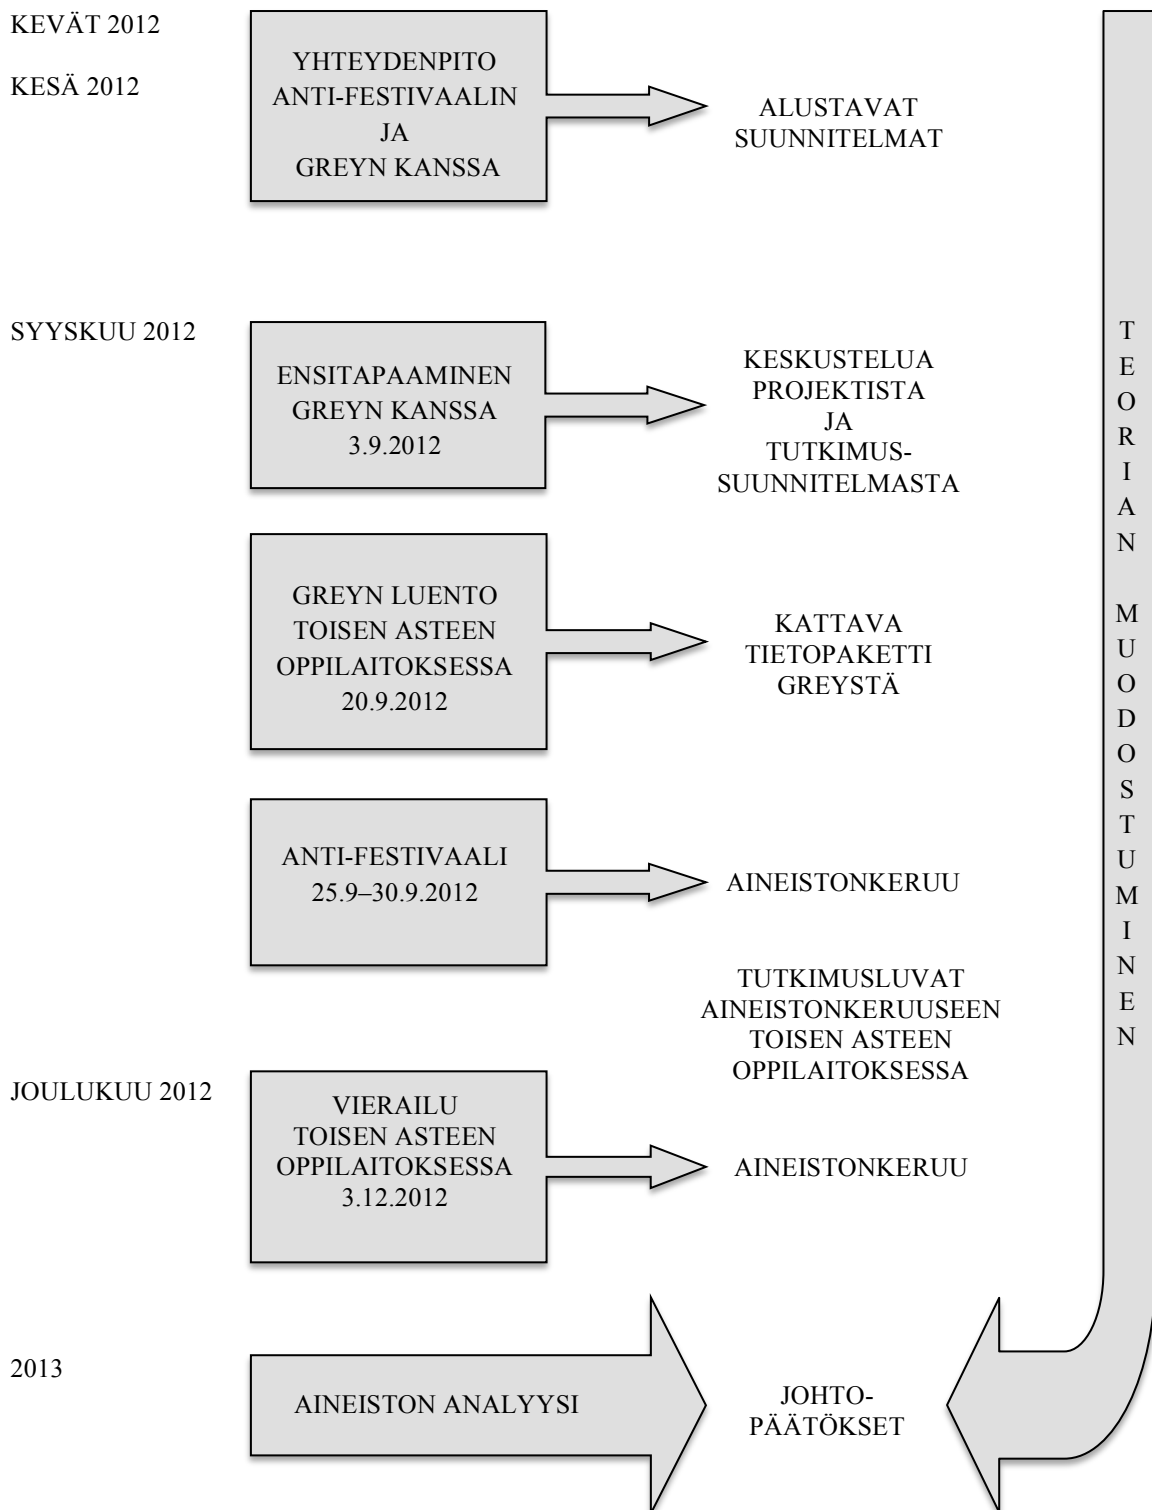 KEVÄT 2012
KESÄ 2012
YHTEYDENPITO
ANTI-FESTIVAALIN
JA
GREYN KANSSA
ALUSTAVAT
SUUNNITELMAT
SYYSKUU 2012
ENSITAPAAMINEN
GREYN KANSSA
3.9.2012
KESKUSTELUA
PROJEKTISTA
JA
TUTKIMUS-
SUUNNITELMASTA
GREYN LUENTO
TOISEN ASTEEN
OPPILAITOKSESSA
20.9.2012
KATTAVA
TIETOPAKETTI
GREYSTÄ
ANTI-FESTIVAALI
25.9–30.9.2012
AINEISTONKERUU
TUTKIMUSLUVAT
AINEISTONKERUUSEEN
TOISEN ASTEEN
OPPILAITOKSESSA
JOULUKUU 2012
VIERAILU
TOISEN ASTEEN
OPPILAITOKSESSA
3.12.2012
AINEISTONKERUU
2013
AINEISTON ANALYYSI
JOHTO-
PÄÄTÖKSET
TEORIAN MUODOSTUMINEN